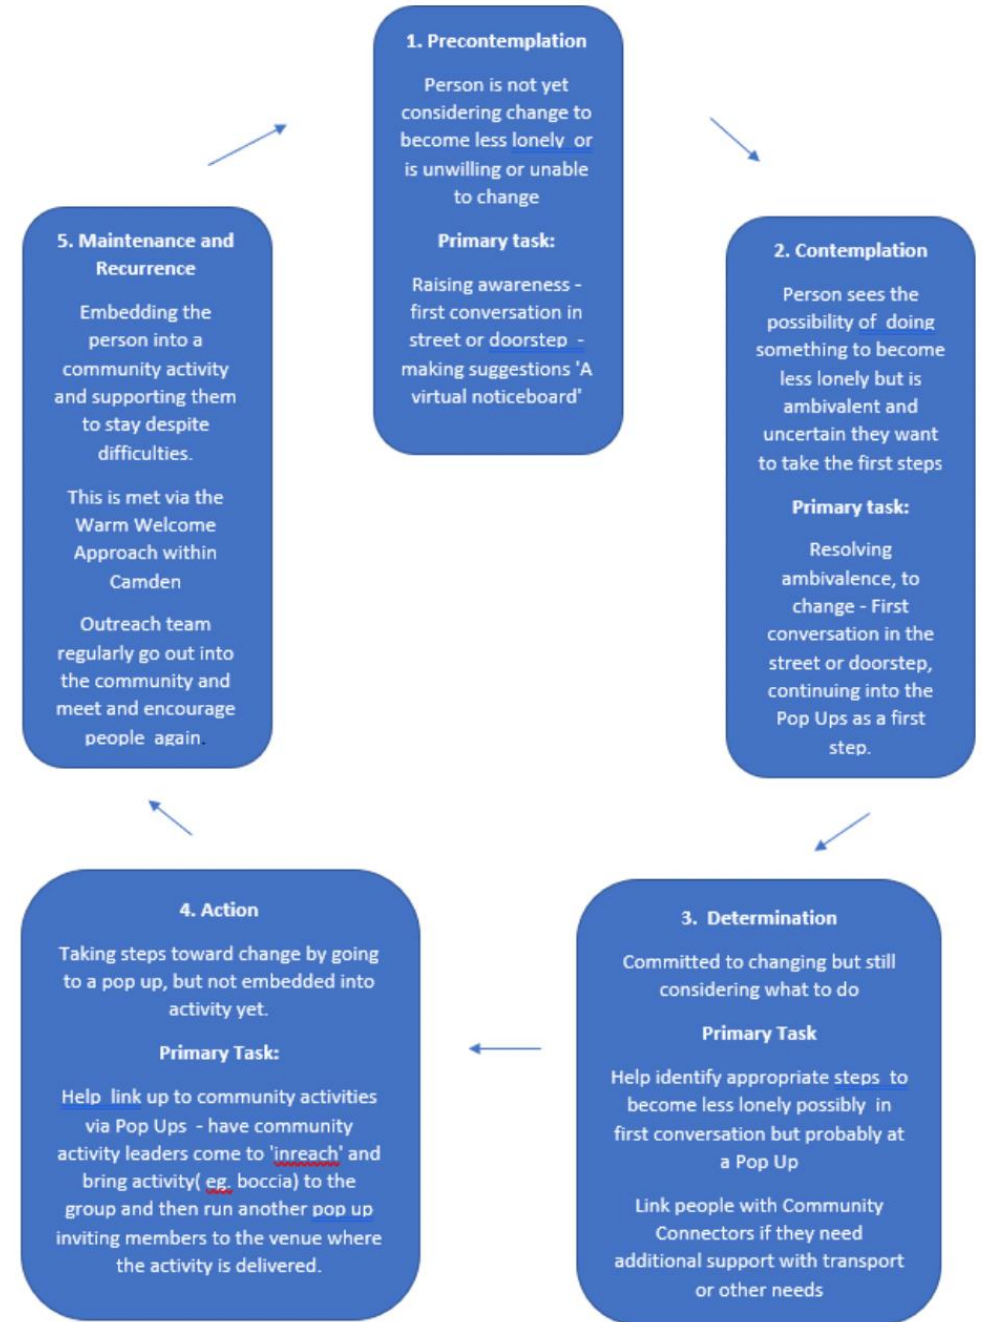 1. Precontemplation
Person is not yet
considering change to
become less lonely or
is unwilling or unable
to change
Primary task:
Raising awareness -
first conversation in
street or doorstep -
making suggestions 'A
virtual noticeboard'
2. Contemplation
Person sees the
possibility of doing
something to become
less lonely but is
ambivalent and
uncertain they want
to take the first steps
Primary task:
Resolving
ambivalence, to
change - First
conversation in the
street or doorstep,
continuing into the
Pop Ups as a first
step.
3. Determination
Committed to changing but still
considering what to do
Primary Task
Help identify appropriate steps to
become less lonely possibly in
first conversation but probably at
a Pop Up
Link people with Community
Connectors if they need
additional support with transport
or other needs
4. Action
Taking steps toward change by going
to a pop up, but not embedded into
activity yet.
Primary Task:
Help link up to community activities
via Pop Ups - have community
activity leaders come to 'inreach' and
bring activity( eg. boccia) to the
group and then run another pop up
inviting members to the venue where
the activity is delivered.
5. Maintenance and
Recurrence
Embedding the
person into a
community activity
and supporting them
to stay despite
difficulties.
This is met via the
Warm Welcome
Approach within
Camden
Outreach team
regularly go out into
the community and
meet and encourage
people again.